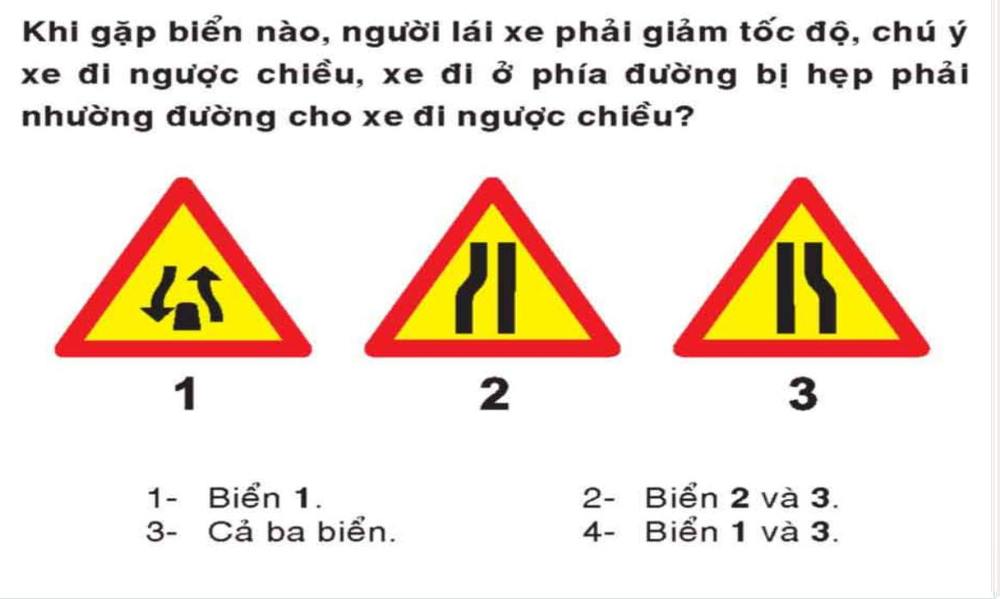 Khi gặp biển nào, người lái xe phải giảm tốc độ, chú ý
xe đi ngược chiều, xe đi ở phía đường bị hẹp phải
nhường đường cho xe đi ngược chiều?
1 2 3
1- Biển 1. 2- Biển 2 và 3.
3- Cả ba biển. 4- Biển 1 và 3.